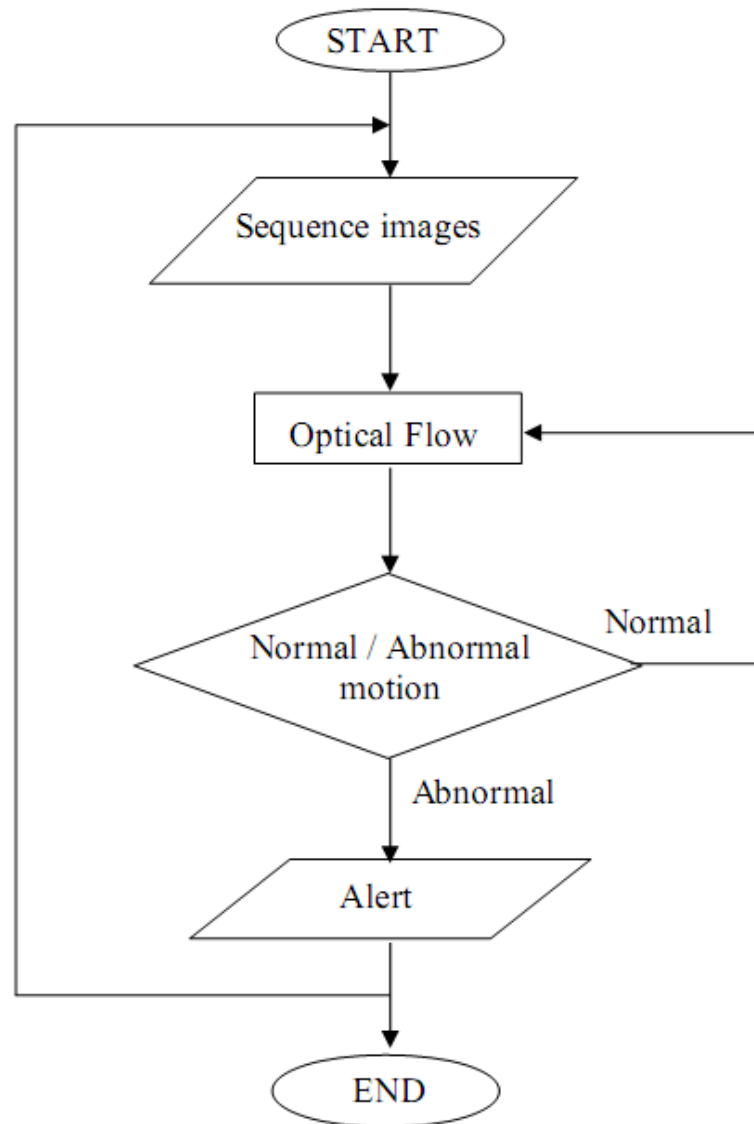 START
Sequence images
Optical Flow
Normal / Abnormal
motion
Normal
Abnormal
Alert
END